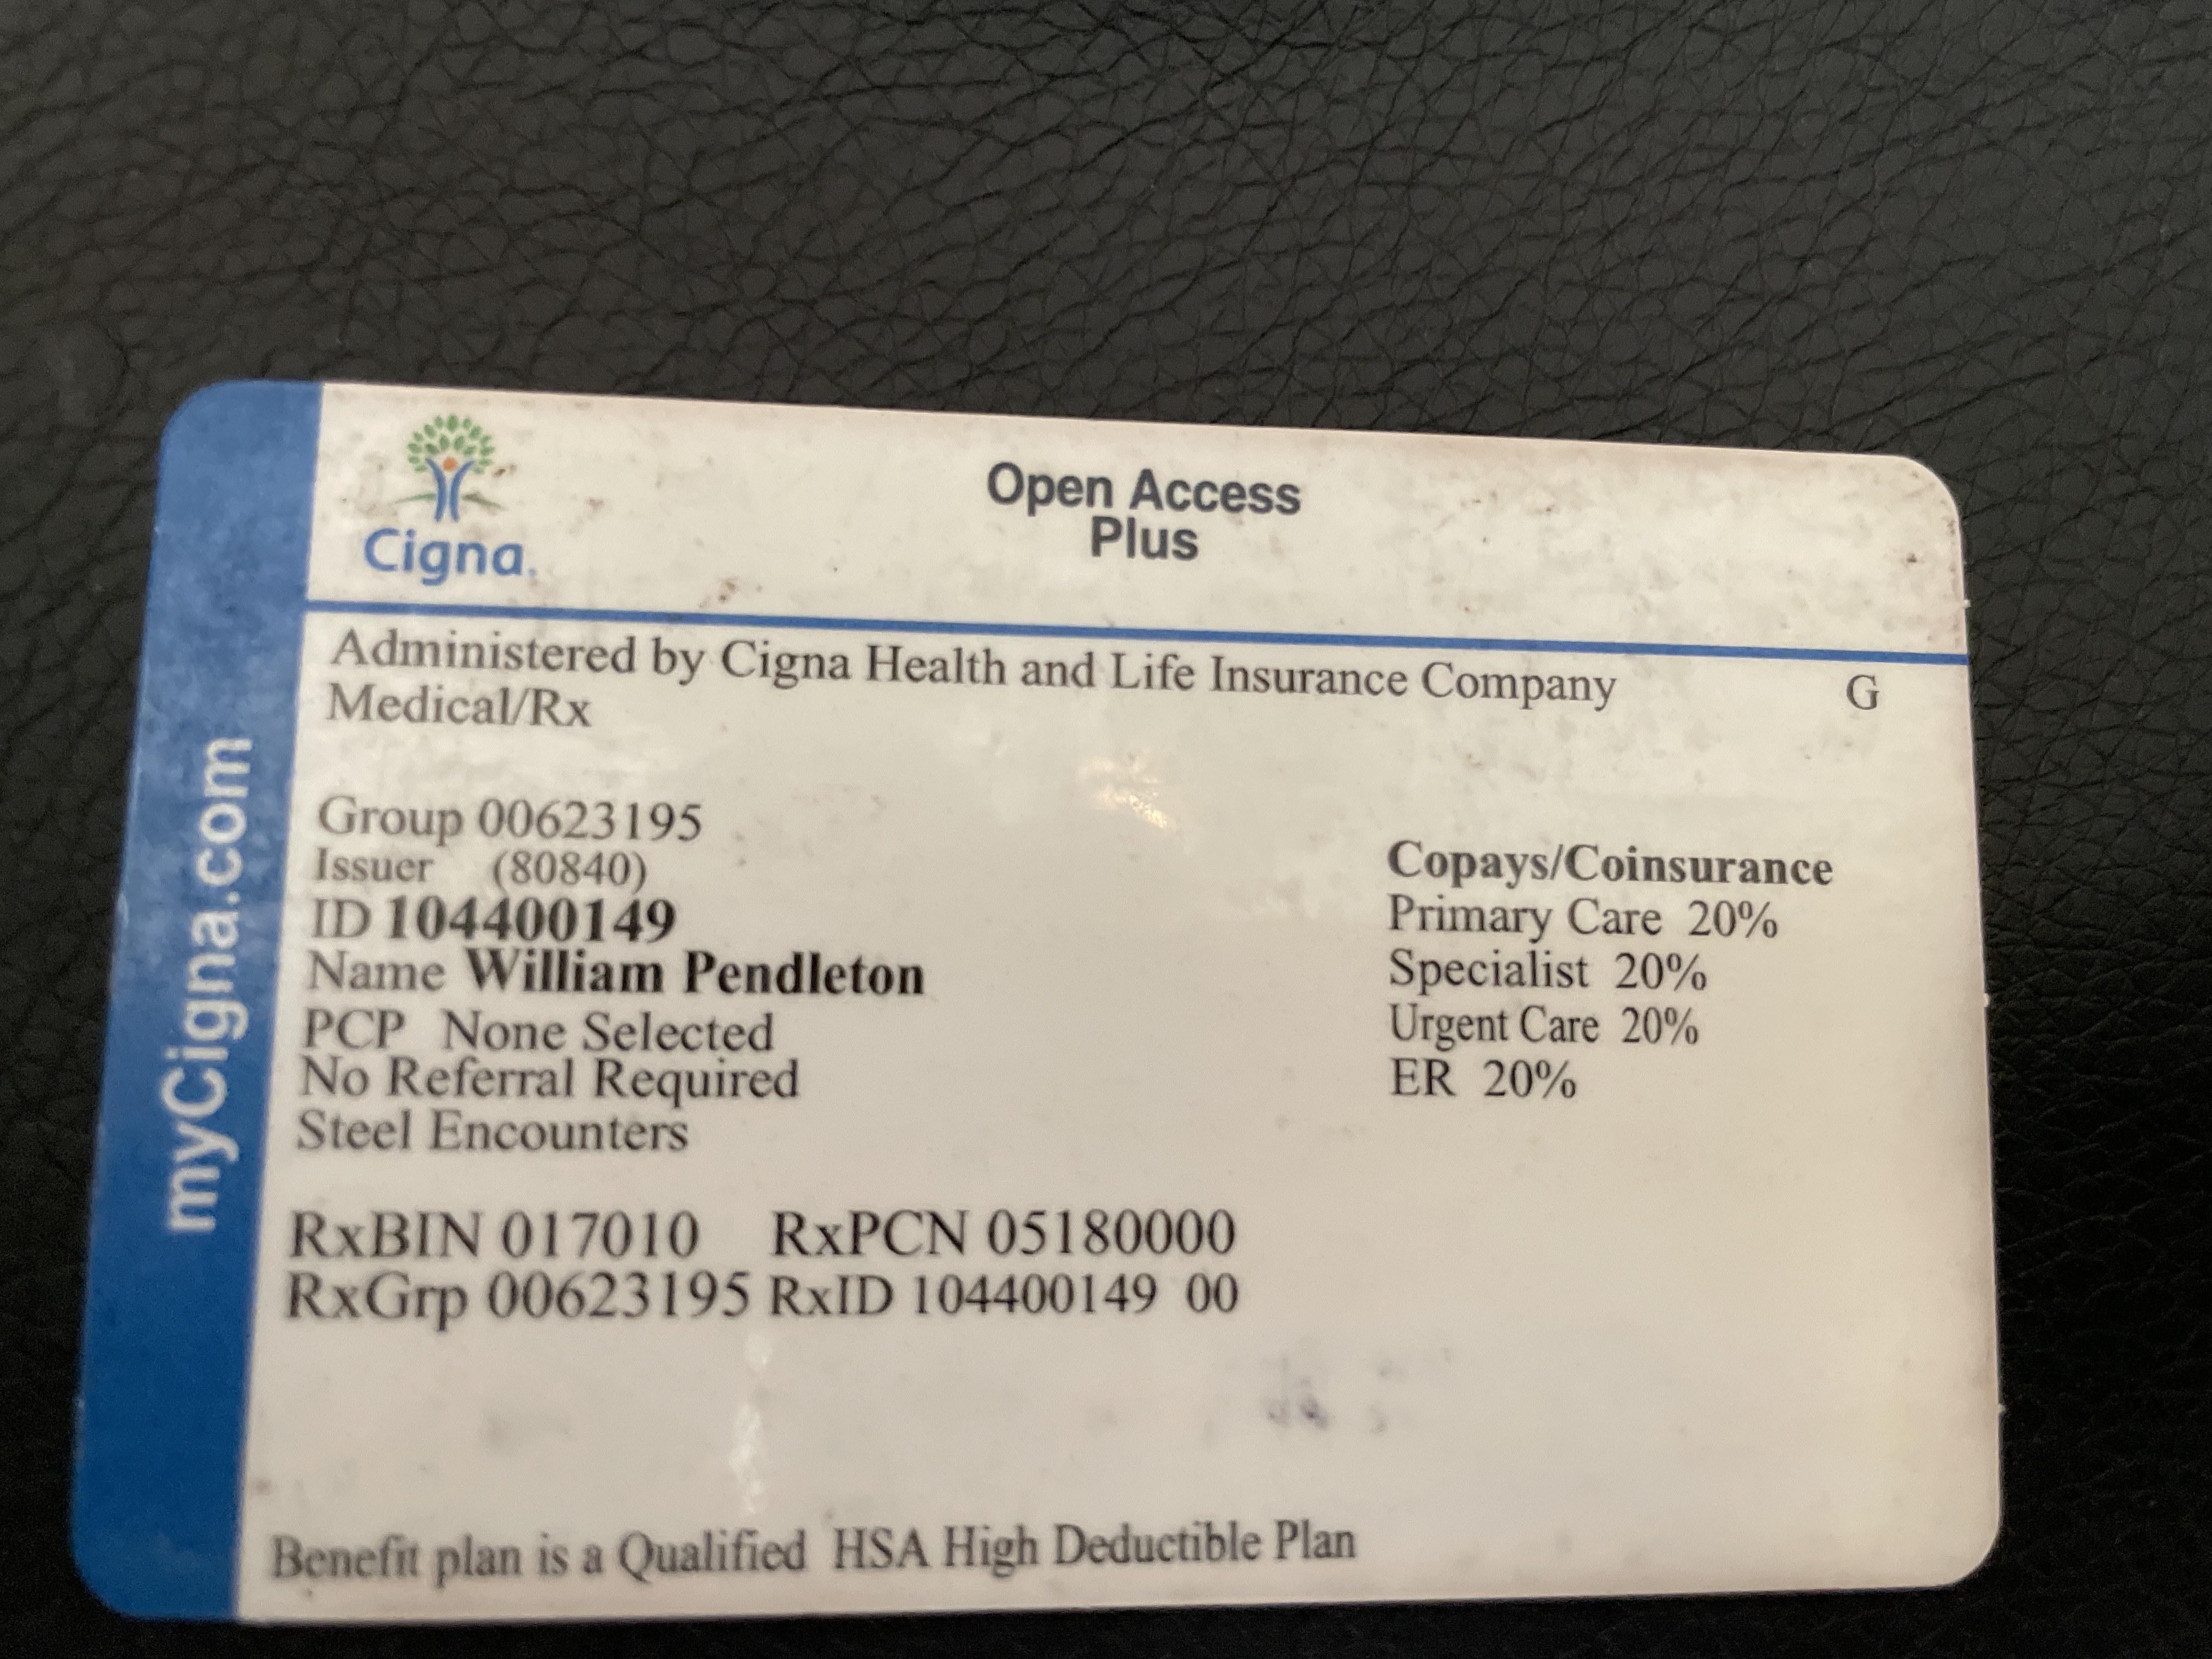 Cigna.
Open Access
Plus
myCigna.com
Administered by Cigna Health and Life Insurance Company G
Medical/Rx
Group 00623195
Issuer (80840)
ID 104400149
Name William Pendleton
PCP None Selected
No Referral Required
Steel Encounters
Copays/Coinsurance
Primary Care 20%
Specialist 20%
Urgent Care 20%
ER 20%
RxBIN 017010 RxPCN 05180000
RxGrp 00623195 RxID 104400149 00
Benefit plan is a Qualified HSA High Deductible Plan